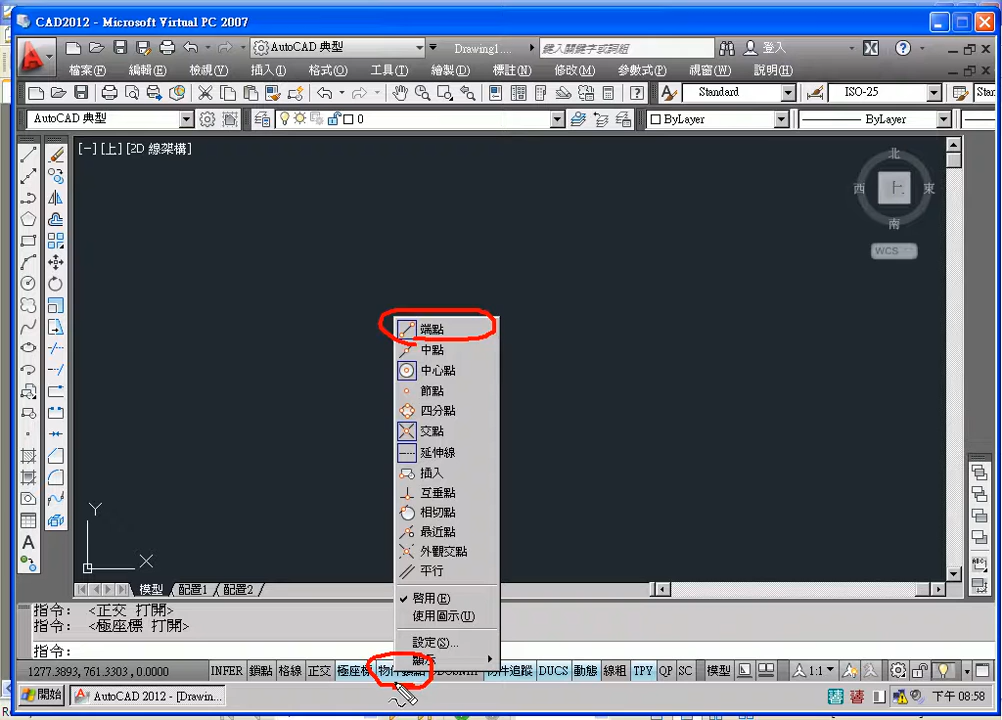 CAD2012 - Microsoft Virtual PC 2007
AutoCAD 典型
Drawing1...
鍵入關鍵字或詞組
登入
檔案(F) 編輯(E) 檢視(V) 插入(I) 格式(O) 工具(T) 繪製(D) 標註(N) 修改(M) 參數式(P) 視窗(W) 說明(H)
Standard ISO-25 Stan
AutoCAD 典型 0 ByLayer ByLayer
[−] [上] [2D 線架構]
北
西 上 東
南
WCS
端點
中點
中心點
節點
四分點
交點
延伸線
插入
互垂點
相切點
最近點
外觀交點
平行
啓用(E)
使用圖示(U)
設定(S)...
顯示
Y
X
模型 配置1 配置2
指令: <正交 打開>
指令: <極座標 打開>
指令:
1277.3893, 761.3303, 0.0000 INFER 鎖點 格線 正交 極座標 物件鎖點 3DOSNAP 物件追蹤 DUCS 動態 線粗 TPY QP SC 模型 1:1
開始 AutoCAD 2012 - [Drawin... 下午 08:58